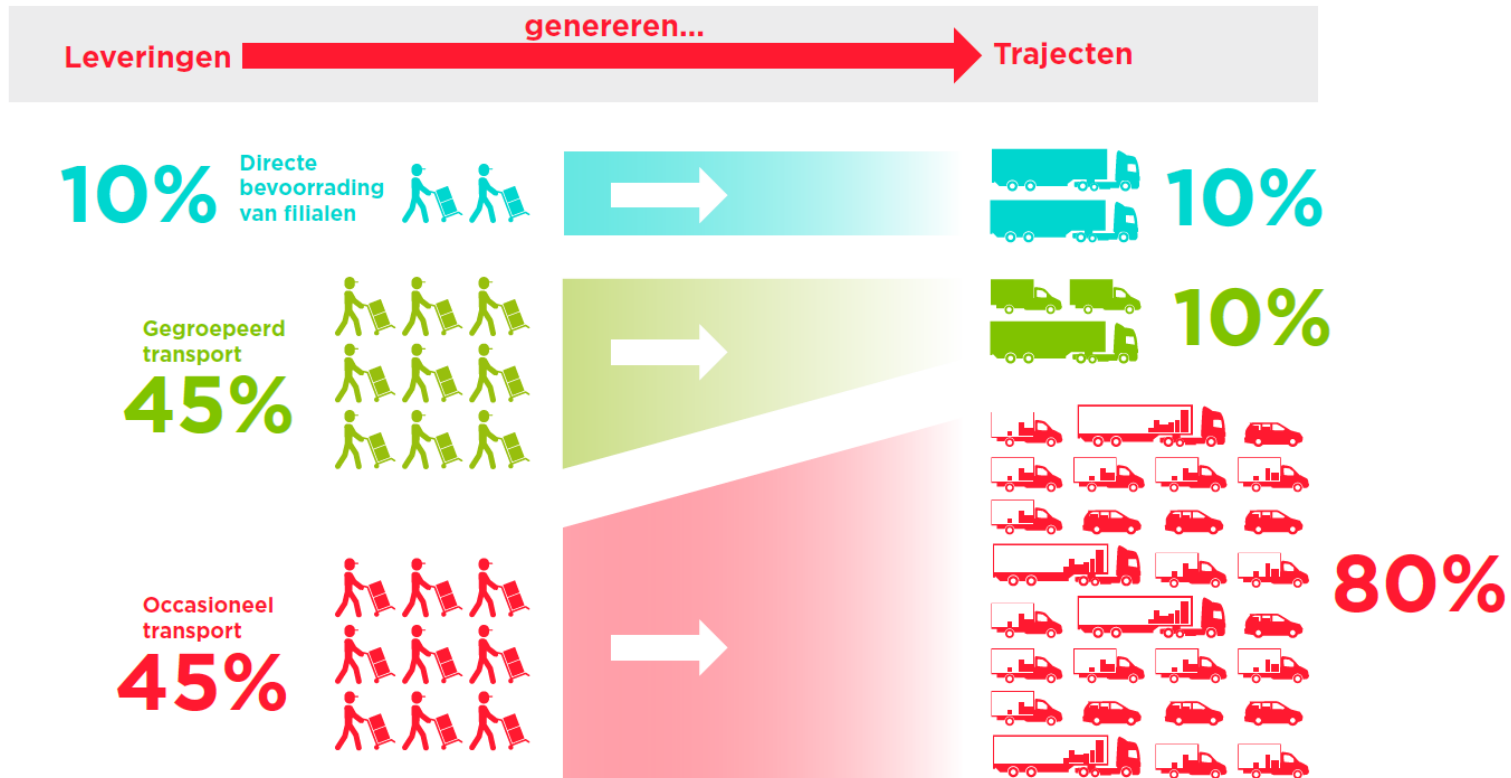 genereren...
Leveringen
Trajecten
10%
Directe
bevoorrading
van filialen
10%
Gegroepeerd
transport
45%
10%
Occasioneel
transport
45%
80%